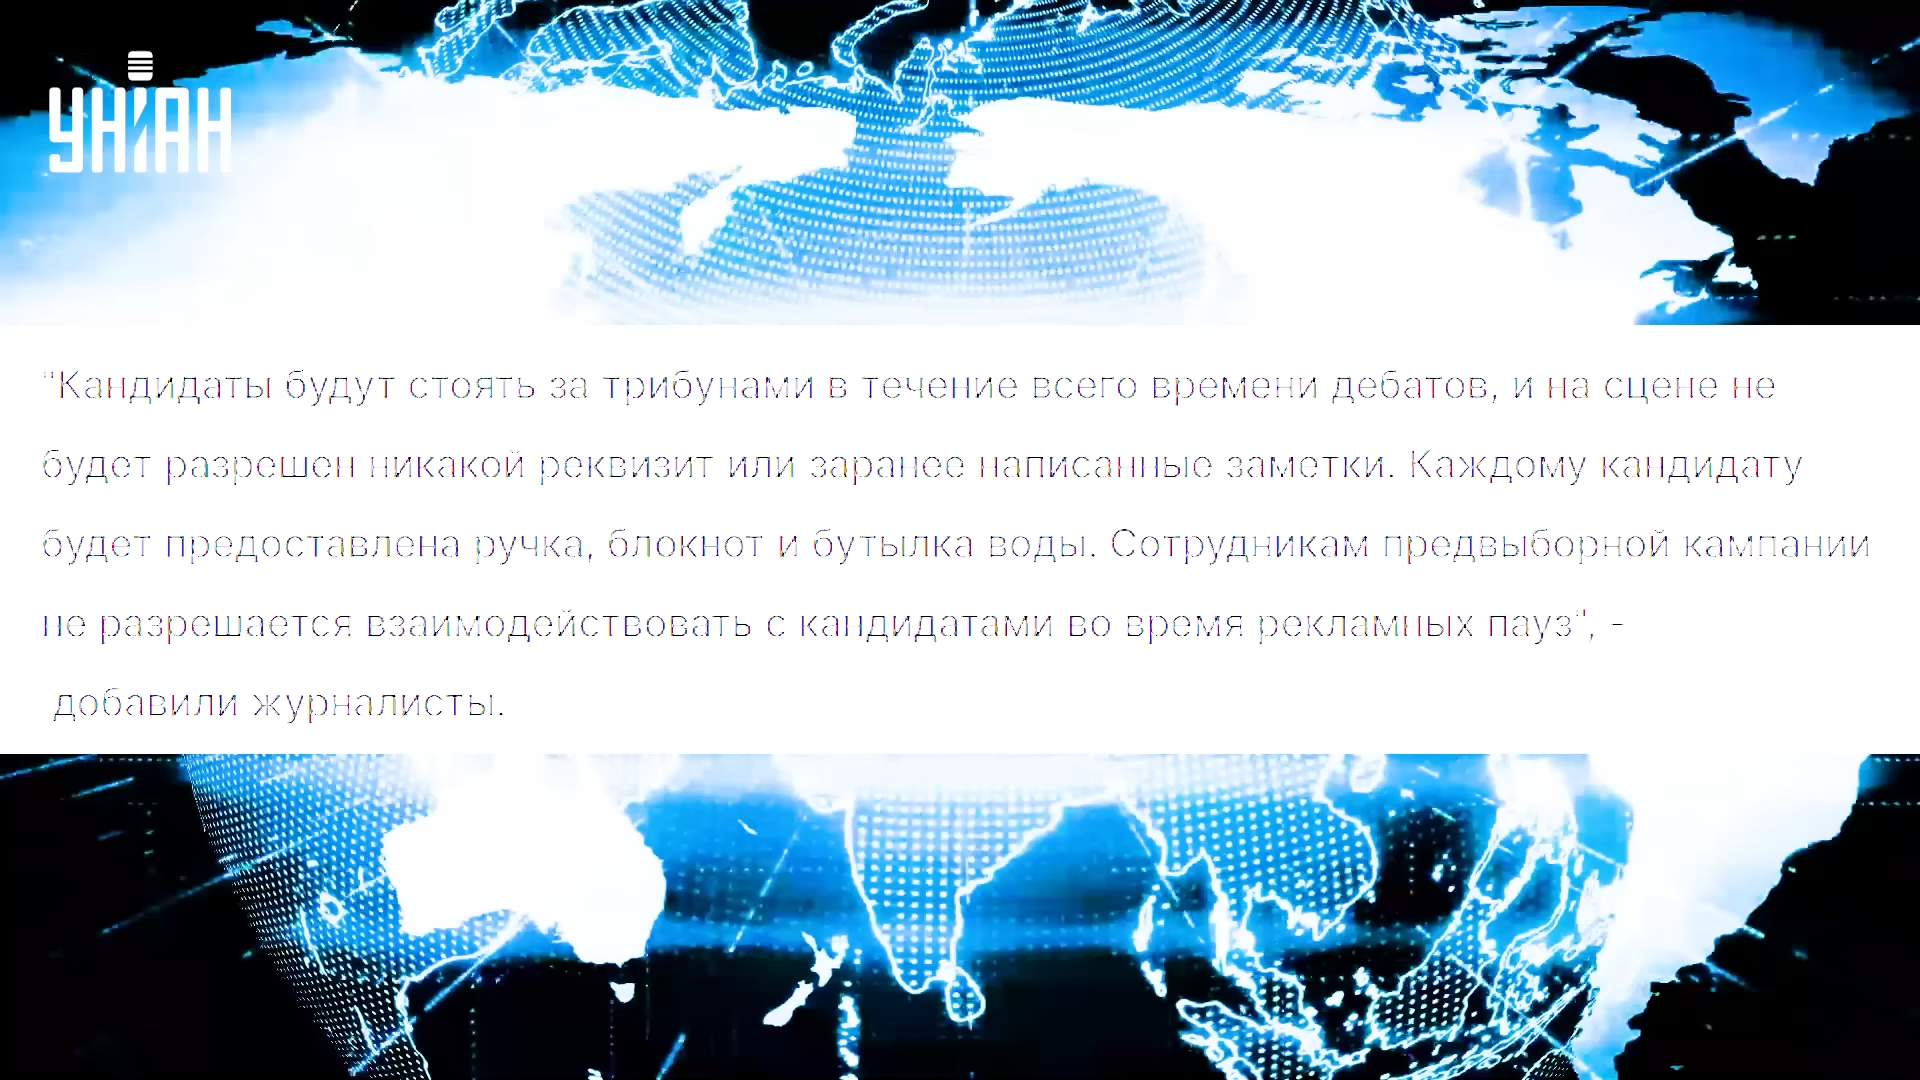 УНІАН
"Кандидаты будут стоять за трибунами в течение всего времени дебатов, и на сцене не
будет разрешен никакой реквизит или заранее написанные заметки. Каждому кандидату
будет предоставлена ручка, блокнот и бутылка воды. Сотрудникам предвыборной кампании
не разрешается взаимодействовать с кандидатами во время рекламных пауз", -
добавили журналисты.